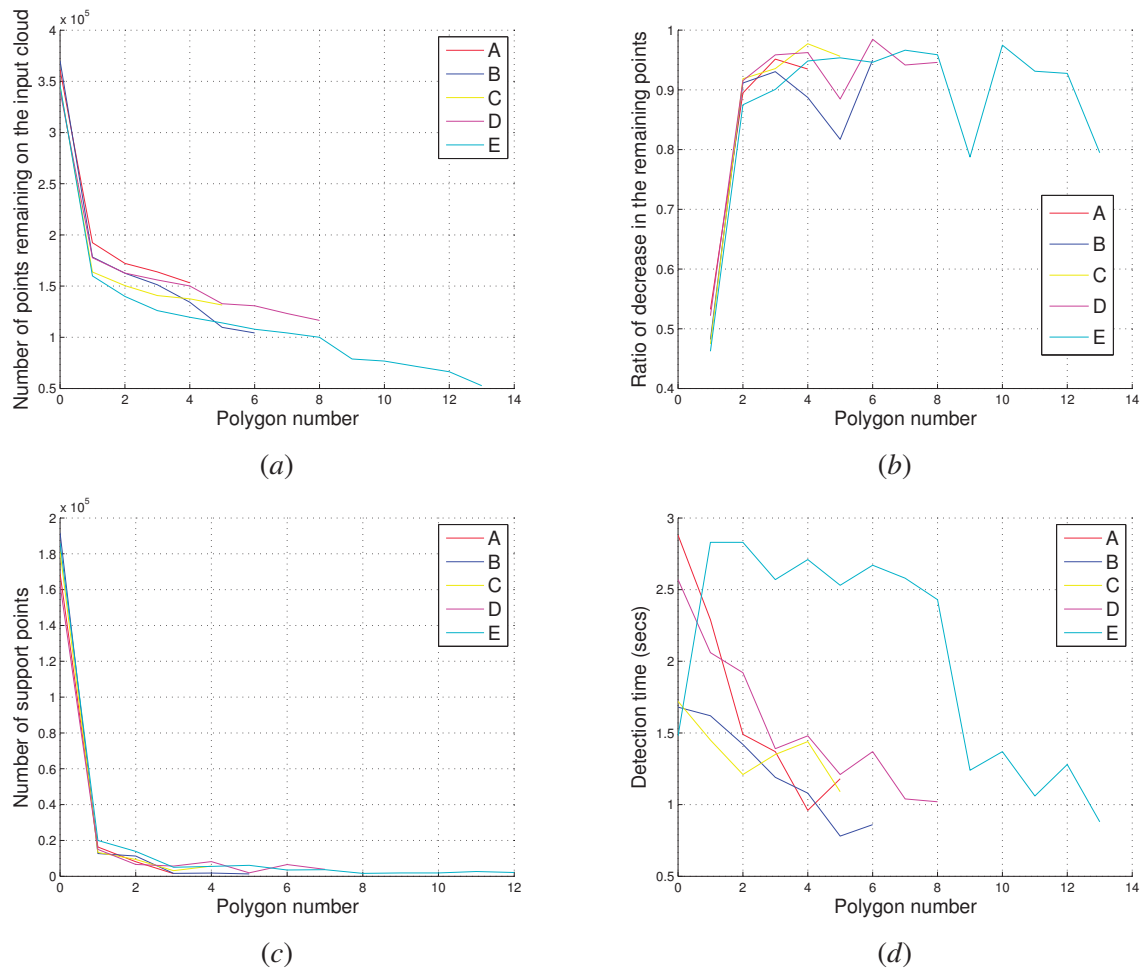 x 10^5
4
3.5
3
2.5
2
1.5
1
0.5
0 2 4 6 8 10 12 14
Number of points remaining on the input cloud
Polygon number
A
B
C
D
E
(a)
1
0.9
0.8
0.7
0.6
0.5
0.4
0 2 4 6 8 10 12 14
Ratio of decrease in the remaining points
Polygon number
A
B
C
D
E
(b)
x 10^5
2
1.8
1.6
1.4
1.2
1
0.8
0.6
0.4
0.2
0
0 2 4 6 8 10 12
Number of support points
Polygon number
A
B
C
D
E
(c)
3
2.5
2
1.5
1
0.5
0 2 4 6 8 10 12 14
Detection time (secs)
Polygon number
A
B
C
D
E
(d)